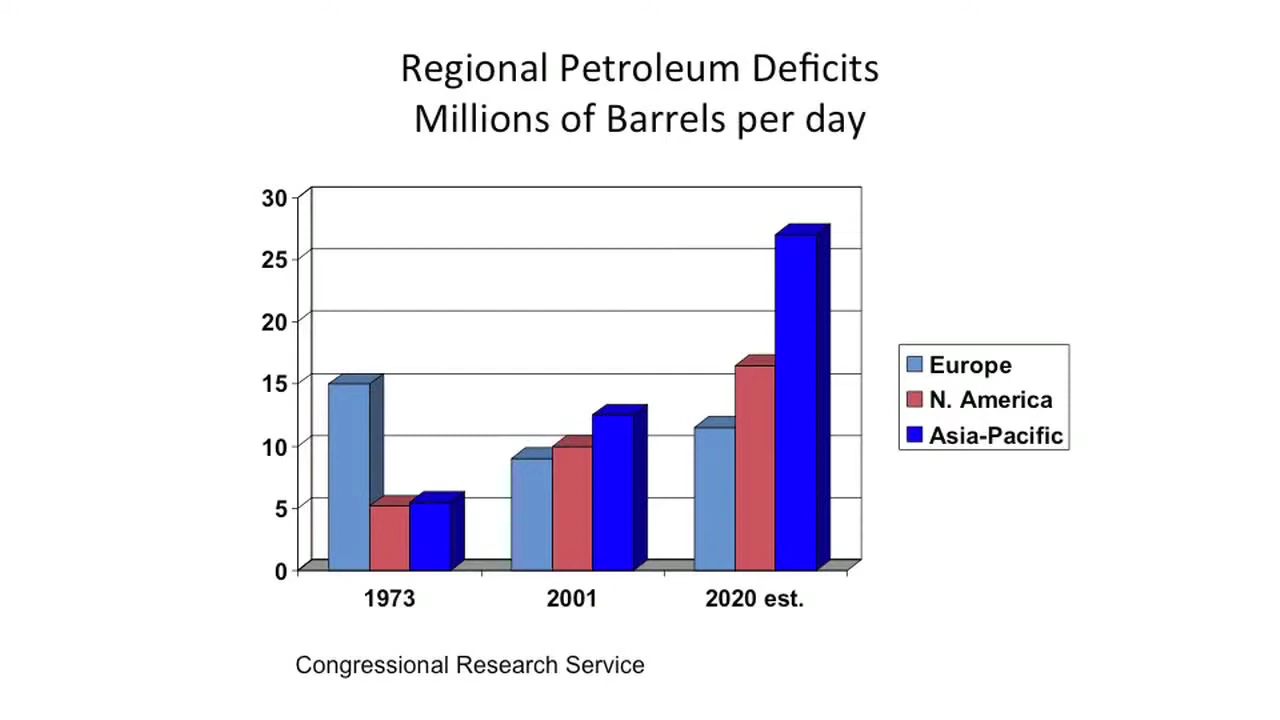 Regional Petroleum Deficits
Millions of Barrels per day
30
25
20
15
10
5
0
1973 2001 2020 est.
Europe
N. America
Asia-Pacific
Congressional Research Service